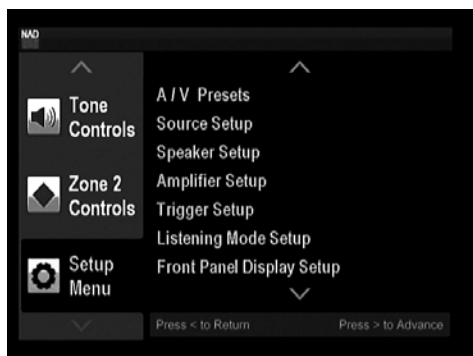 NAD
Tone
Controls
Zone 2
Controls
Setup
Menu
A / V Presets
Source Setup
Speaker Setup
Amplifier Setup
Trigger Setup
Listening Mode Setup
Front Panel Display Setup
Press < to Return
Press > to Advance